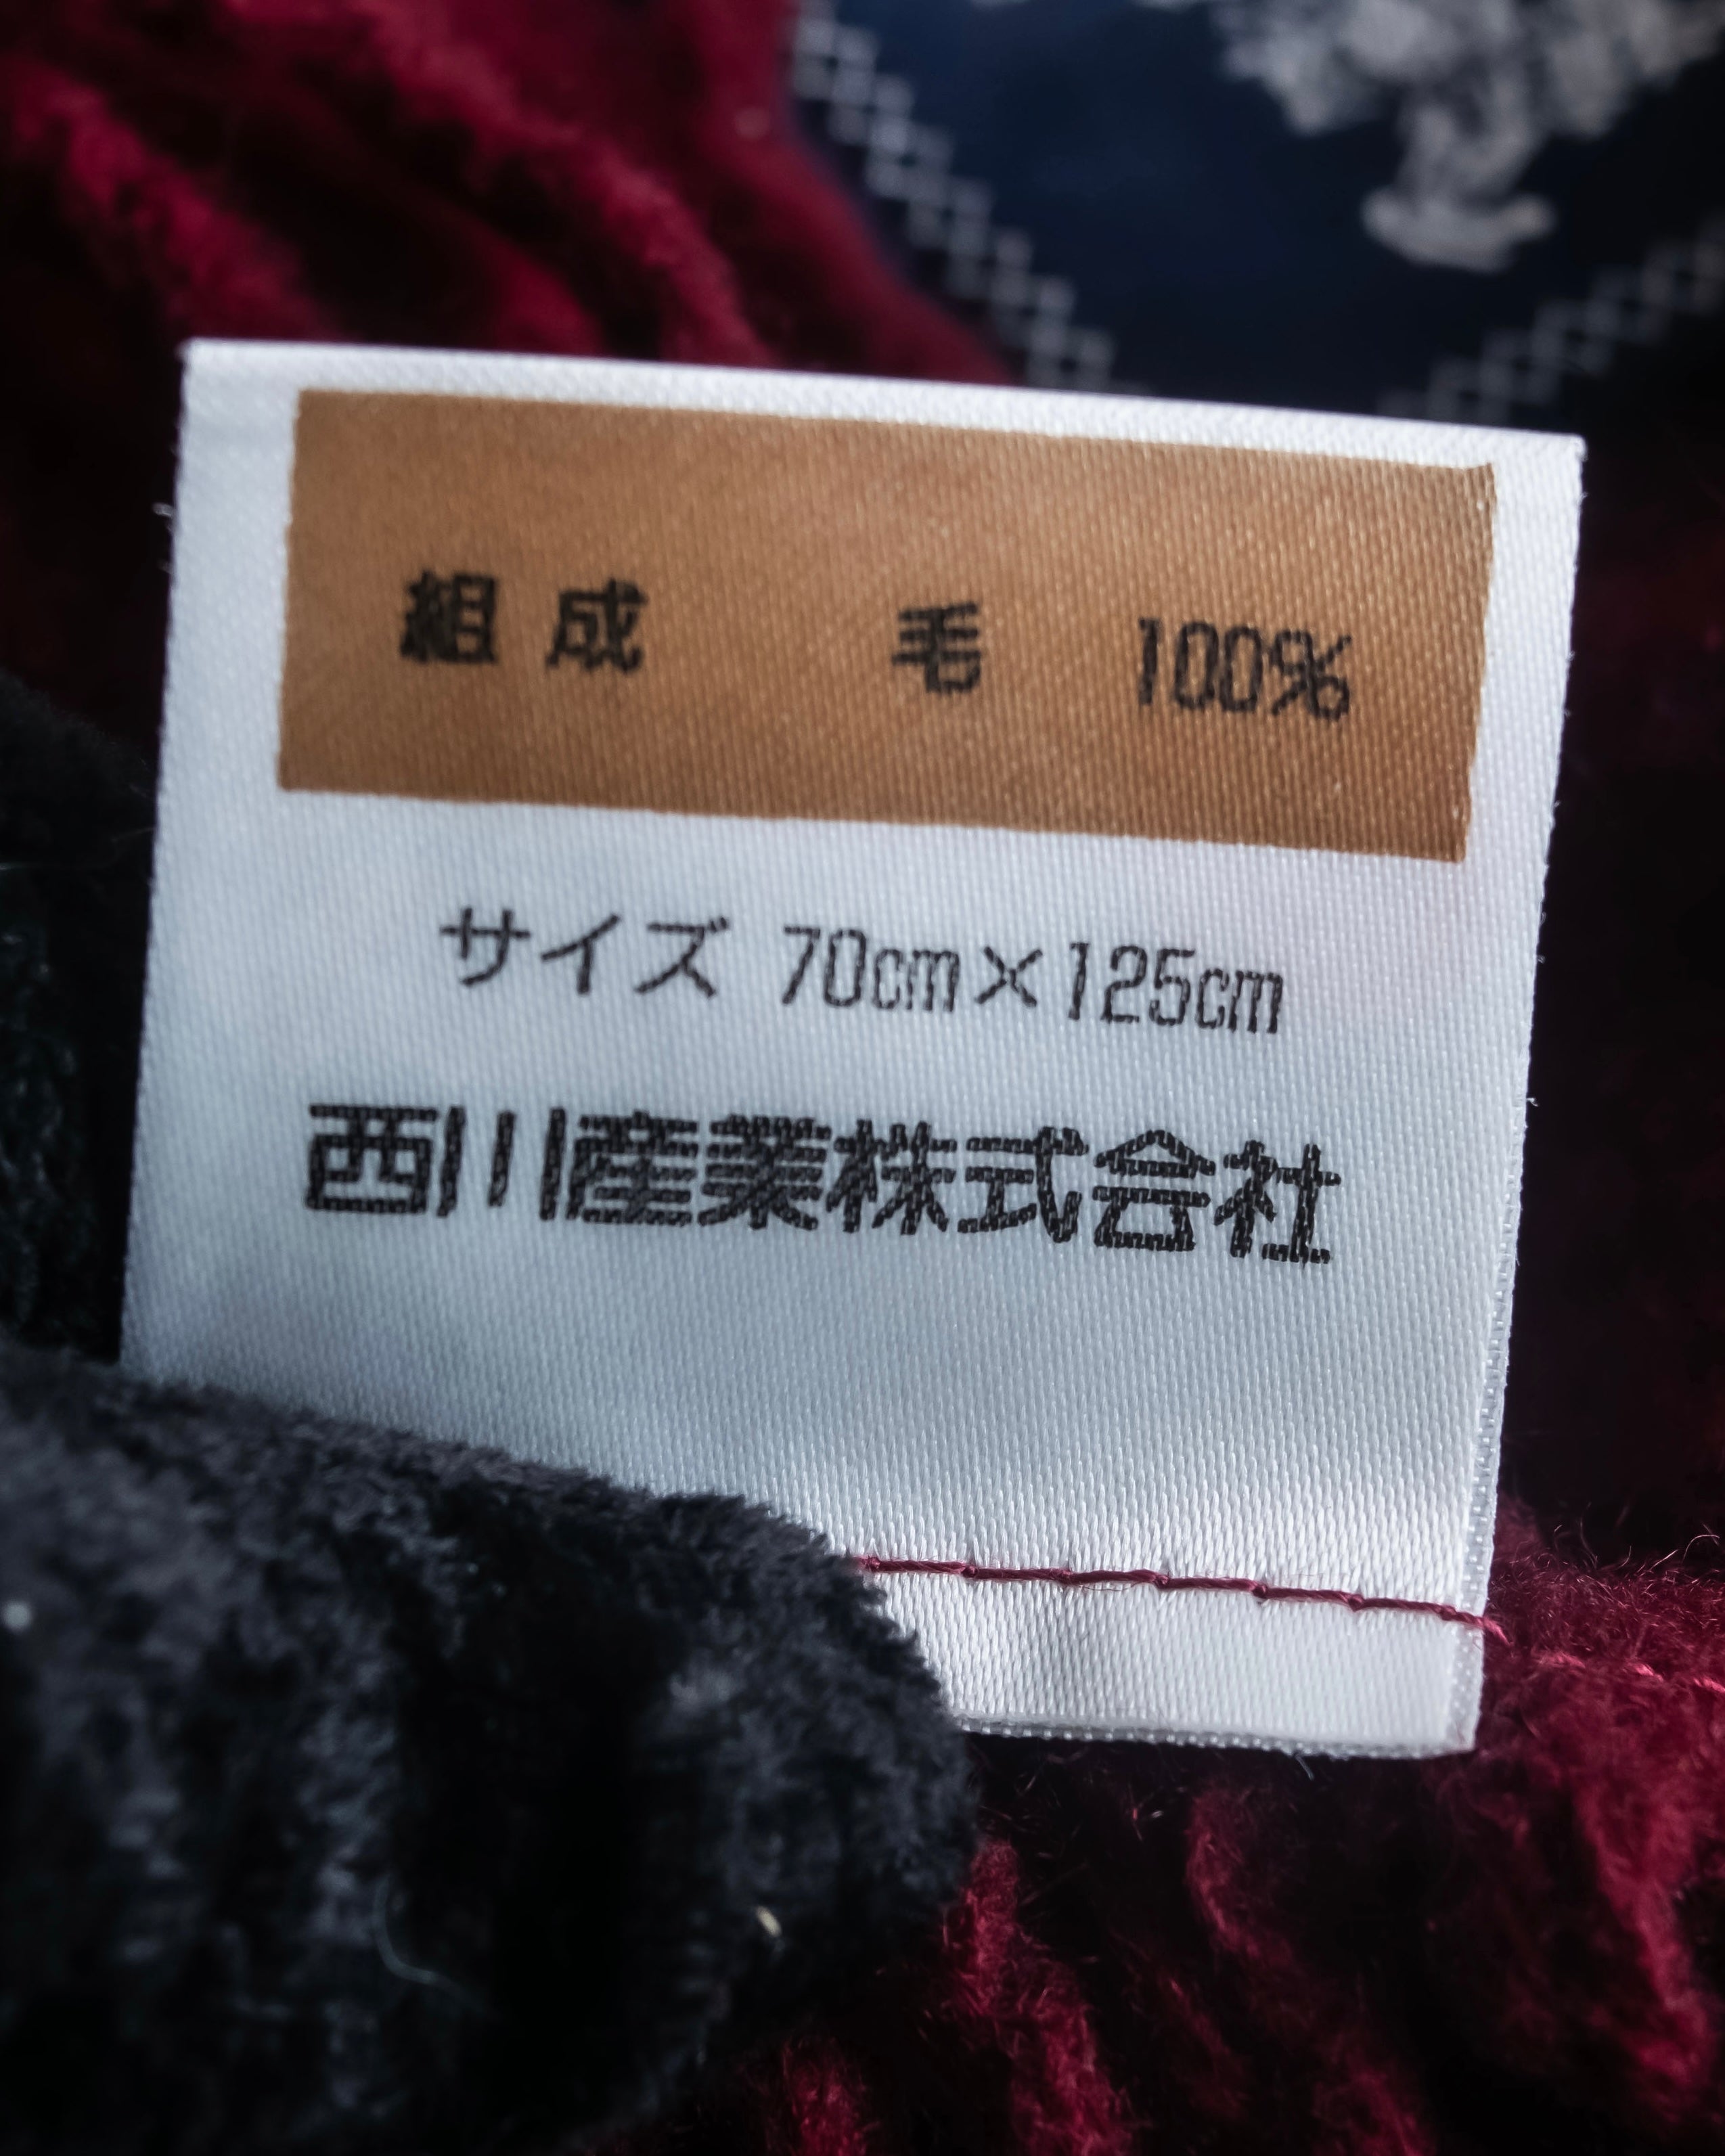 組成 毛 100%
サイズ 70cm×125cm
西川産業株式会社